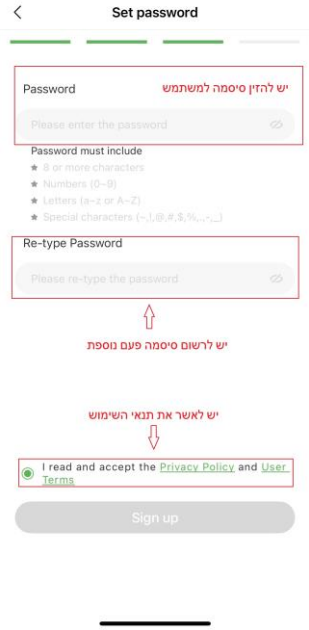 Set password
Password
יש להזין סיסמה למשתמש
Please enter the password
Password must include
★ 8 or more characters
★ Numbers (0~9)
★ Letters (a~z or A~Z)
★ Special characters (~,!,@,#,$,%,.,-,_)
Re-type Password
Please re-type the password
יש לרשום סיסמה פעם נוספת
יש לאשר את תנאי השימוש
I read and accept the Privacy Policy and User
Terms
Sign up